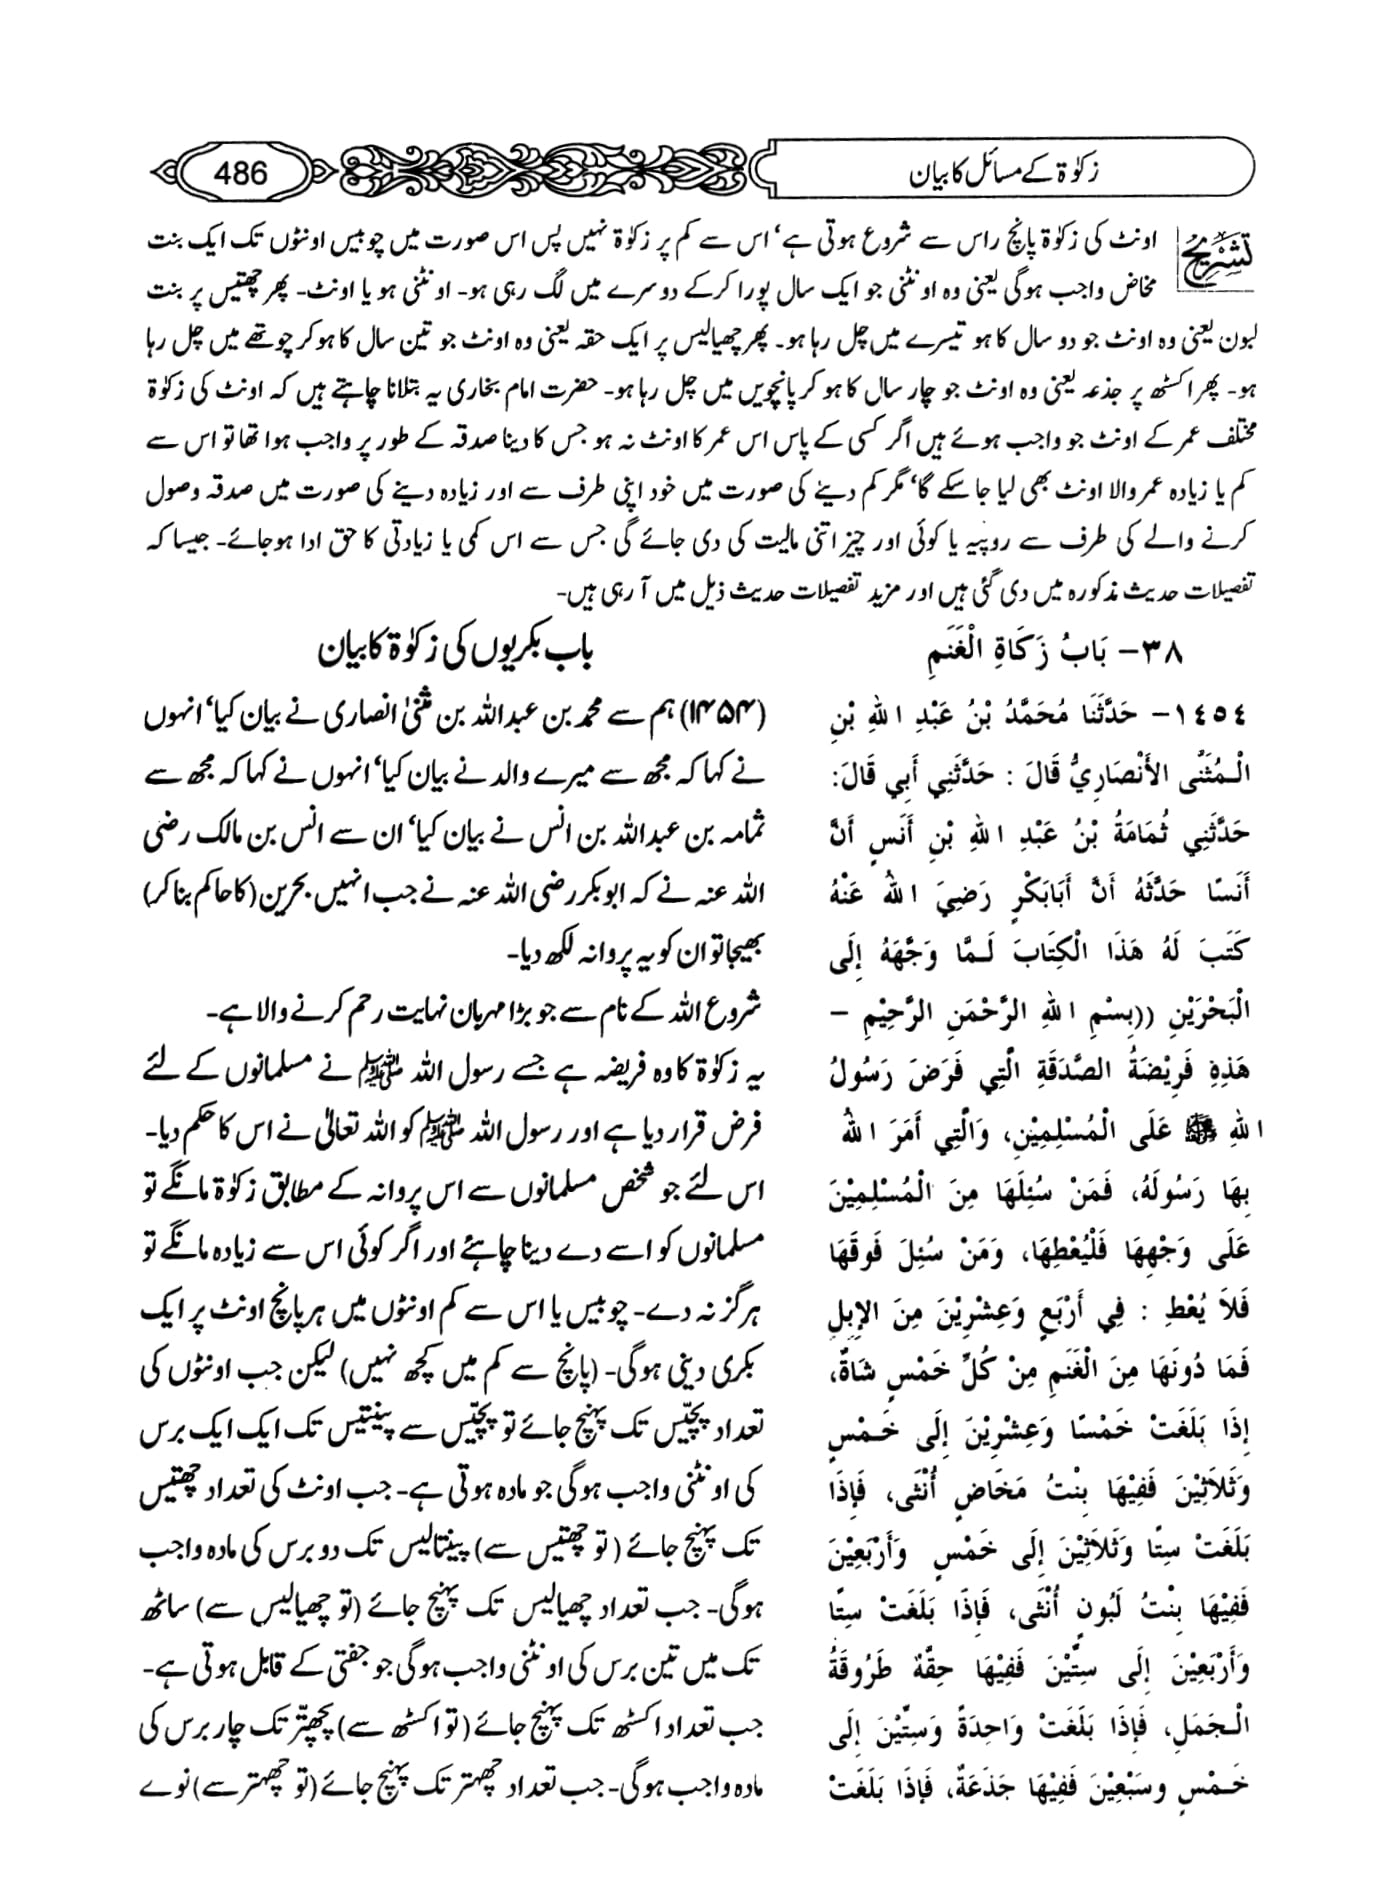 زکوٰۃ کے مسائل کا بیان
486
تشریح
اونٹ کی زکوٰۃ پانچ راس سے شروع ہوتی ہے‘ اس سے کم پر زکوٰۃ نہیں پس اس صورت میں چوبیس اونٹوں تک ایک بنت
مخاض واجب ہوگی یعنی وہ اونٹنی جو ایک سال پورا کرکے دوسرے میں لگ رہی ہو۔ اونٹنی ہو یا اونٹ۔ پھر چھتیس پر بنت
لبون یعنی وہ اونٹ جو دو سال کا ہو تیسرے میں چل رہا ہو۔ پھر چھیالیس پر ایک حقہ یعنی وہ اونٹ جو تین سال کا ہو کر چوتھے میں چل رہا
ہو۔ پھر اکسٹھ پر جذعہ یعنی وہ اونٹ جو چار سال کا ہو کر پانچویں میں چل رہا ہو۔ حضرت امام بخاری یہ بتلانا چاہتے ہیں کہ اونٹ کی زکوٰۃ
مختلف عمر کے اونٹ جو واجب ہوئے ہیں اگر کسی کے پاس اس عمر کا اونٹ نہ ہو جس کا دینا صدقہ کے طور پر واجب ہوا تھا تو اس سے
کم یا زیادہ عمر والا اونٹ بھی لیا جا سکے گا‘ مگر کم دینے کی صورت میں خود اپنی طرف سے اور زیادہ دینے کی صورت میں صدقہ وصول
کرنے والے کی طرف سے روپیہ یا کوئی اور چیز اتنی مالیت کی دی جائے گی جس سے اس کمی یا زیادتی کا حق ادا ہو جائے۔ جیسا کہ
تفصیلات حدیث مذکورہ میں دی گئی ہیں اور مزید تفصیلات حدیث ذیل میں آ رہی ہیں۔
٣٨- بَابُ زَكَاةِ الْغَنَمِ
١٤٥٤- حَدَّثَنَا مُحَمَّدُ بْنُ عَبْدِ اللهِ بْنِ
الْمُثَنَّى الأَنْصَارِيُّ قَالَ : حَدَّثَنِي أَبِي قَالَ:
حَدَّثَنِي ثُمَامَةُ بْنُ عَبْدِ اللهِ بْنِ أَنَسٍ أَنَّ
أَنَسًا حَدَّثَهُ أَنَّ أَبَابَكْرٍ رَضِيَ اللهُ عَنْهُ
كَتَبَ لَهُ هَذَا الْكِتَابَ لَـمَّا وَجَّهَهُ إِلَى
الْبَحْرَيْنِ ((بِسْمِ اللهِ الرَّحْمَنِ الرَّحِيْمِ -
هَذِهِ فَرِيْضَةُ الصَّدَقَةِ الَّتِي فَرَضَ رَسُولُ
اللهِ ﷺ عَلَى الْمُسْلِمِيْنِ، وَالَّتِي أَمَرَ اللهُ
بِهَا رَسُولَهُ، فَمَنْ سُئِلَهَا مِنَ الْمُسْلِمِيْنَ
عَلَى وَجْهِهَا فَلْيُعْطِهَا، وَمَنْ سُئِلَ فَوقَهَا
فَلاَ يُعْطِ : فِي أَرْبَعٍ وَعِشْرِيْنَ مِنَ الإِبِلِ
فَمَا دُونَهَا مِنَ الْغَنَمِ مِنْ كُلِّ خَمْسٍ شَاةٌ،
إِذَا بَلَغَتْ خَمْسًا وَعِشْرِيْنَ إِلَى خَـمْسٍ
وَثَلاَثِيْنَ فَفِيْهَا بِنْتُ مَخَاضٍ أُنْثَى، فَإِذَا
بَلَغَتْ سِتًا وَثَلاَثِيْنَ إِلَى خَمْسٍ وَأَرْبَعِيْنَ
فَفِيْهَا بِنْتُ لَبُونٍ أُنْثَى، فَإِذَا بَلَغَتْ سِتًّا
وَأَرْبَعِيْنَ إِلَى سِتِّيْنَ فَفِيْهَا حِقَّةٌ طَرُوقَةُ
الْـجَمَلِ، فَإِذَا بَلَغَتْ وَاحِدَةً وَسِتِّيْنَ إِلَى
خَـمْسٍ وسَبْعِيْنَ فَفِيْهَا جَذَعَةٌ، فَإِذَا بَلَغَتْ
باب بکریوں کی زکوٰۃ کا بیان
(۱۴۵۴) ہم سے محمد بن عبداللہ بن مثنیٰ انصاری نے بیان کیا‘ انہوں
نے کہا کہ مجھ سے میرے والد نے بیان کیا‘ انہوں نے کہا کہ مجھ سے
ثمامہ بن عبداللہ بن انس نے بیان کیا‘ ان سے انس بن مالک رضی
اللہ عنہ نے کہ ابوبکر رضی اللہ عنہ نے جب انہیں بحرین (کا حاکم بنا کر)
بھیجا تو ان کو یہ پروانہ لکھ دیا۔
شروع اللہ کے نام سے جو بڑا مہربان نہایت رحم کرنے والا ہے۔
یہ زکوٰۃ کا وہ فریضہ ہے جسے رسول اللہ ﷺ نے مسلمانوں کے لئے
فرض قرار دیا ہے اور رسول اللہ ﷺ کو اللہ تعالیٰ نے اس کا حکم دیا۔
اس لئے جو شخص مسلمانوں سے اس پروانہ کے مطابق زکوٰۃ مانگے تو
مسلمانوں کو اسے دے دینا چاہئے اور اگر کوئی اس سے زیادہ مانگے تو
ہرگز نہ دے۔ چوبیس یا اس سے کم اونٹوں میں ہر پانچ اونٹ پر ایک
بکری دینی ہوگی۔ (پانچ سے کم میں کچھ نہیں) لیکن جب اونٹوں کی
تعداد پچیس تک پہنچ جائے تو پچیس سے پینتیس تک ایک ایک برس
کی اونٹنی واجب ہوگی جو مادہ ہوتی ہے۔ جب اونٹ کی تعداد چھتیس
تک پہنچ جائے (تو چھتیس سے) پینتالیس تک دو برس کی مادہ واجب
ہوگی۔ جب تعداد چھیالیس تک پہنچ جائے (تو چھیالیس سے) ساٹھ
تک میں تین برس کی اونٹنی واجب ہوگی جو جفتی کے قابل ہوتی ہے۔
جب تعداد اکسٹھ تک پہنچ جائے (تو اکسٹھ سے) پچھتر تک چار برس کی
مادہ واجب ہوگی۔ جب تعداد چھہتر تک پہنچ جائے (تو چھہتر سے) نوے